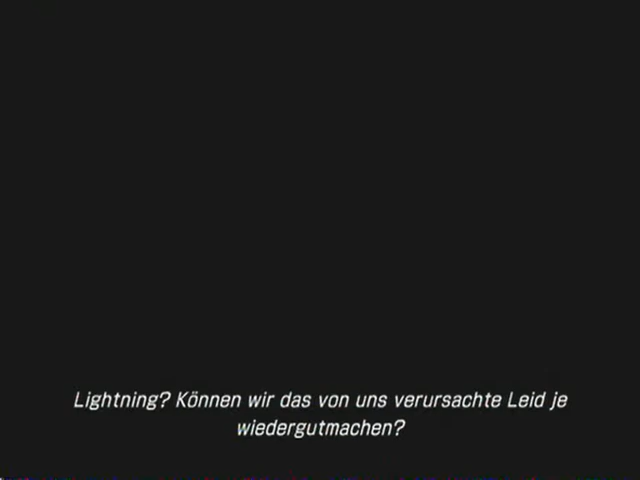 Lightning? Können wir das von uns verursachte Leid je
wiedergutmachen?